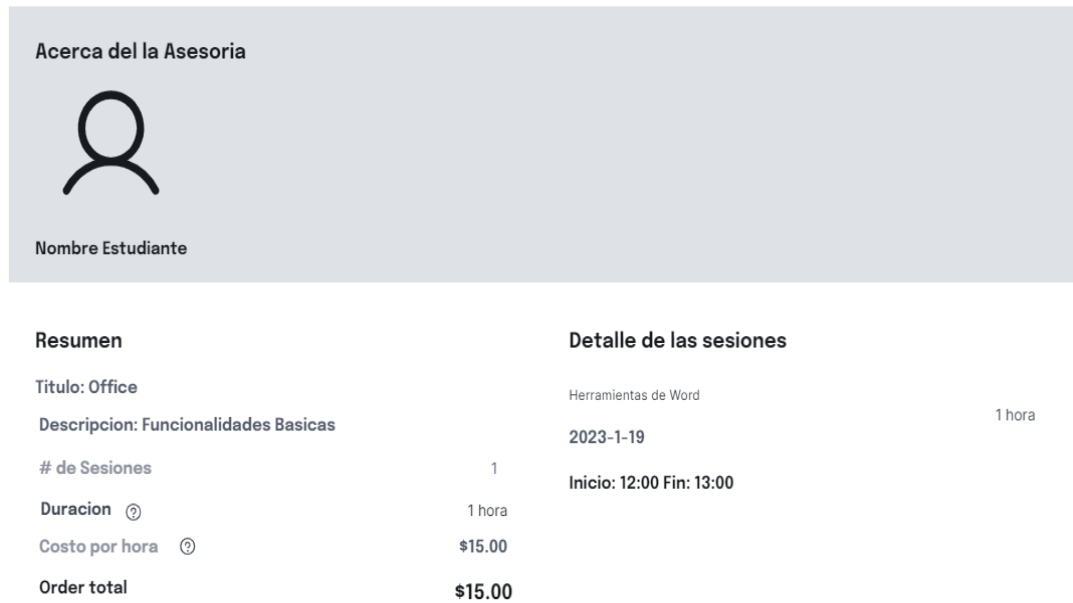 Acerca del la Asesoria
Nombre Estudiante
Resumen
Titulo: Office
Descripcion: Funcionalidades Basicas
# de Sesiones 1
Duracion 1 hora
Costo por hora $15.00
Order total $15.00
Detalle de las sesiones
Herramientas de Word
1 hora
2023-1-19
Inicio: 12:00 Fin: 13:00